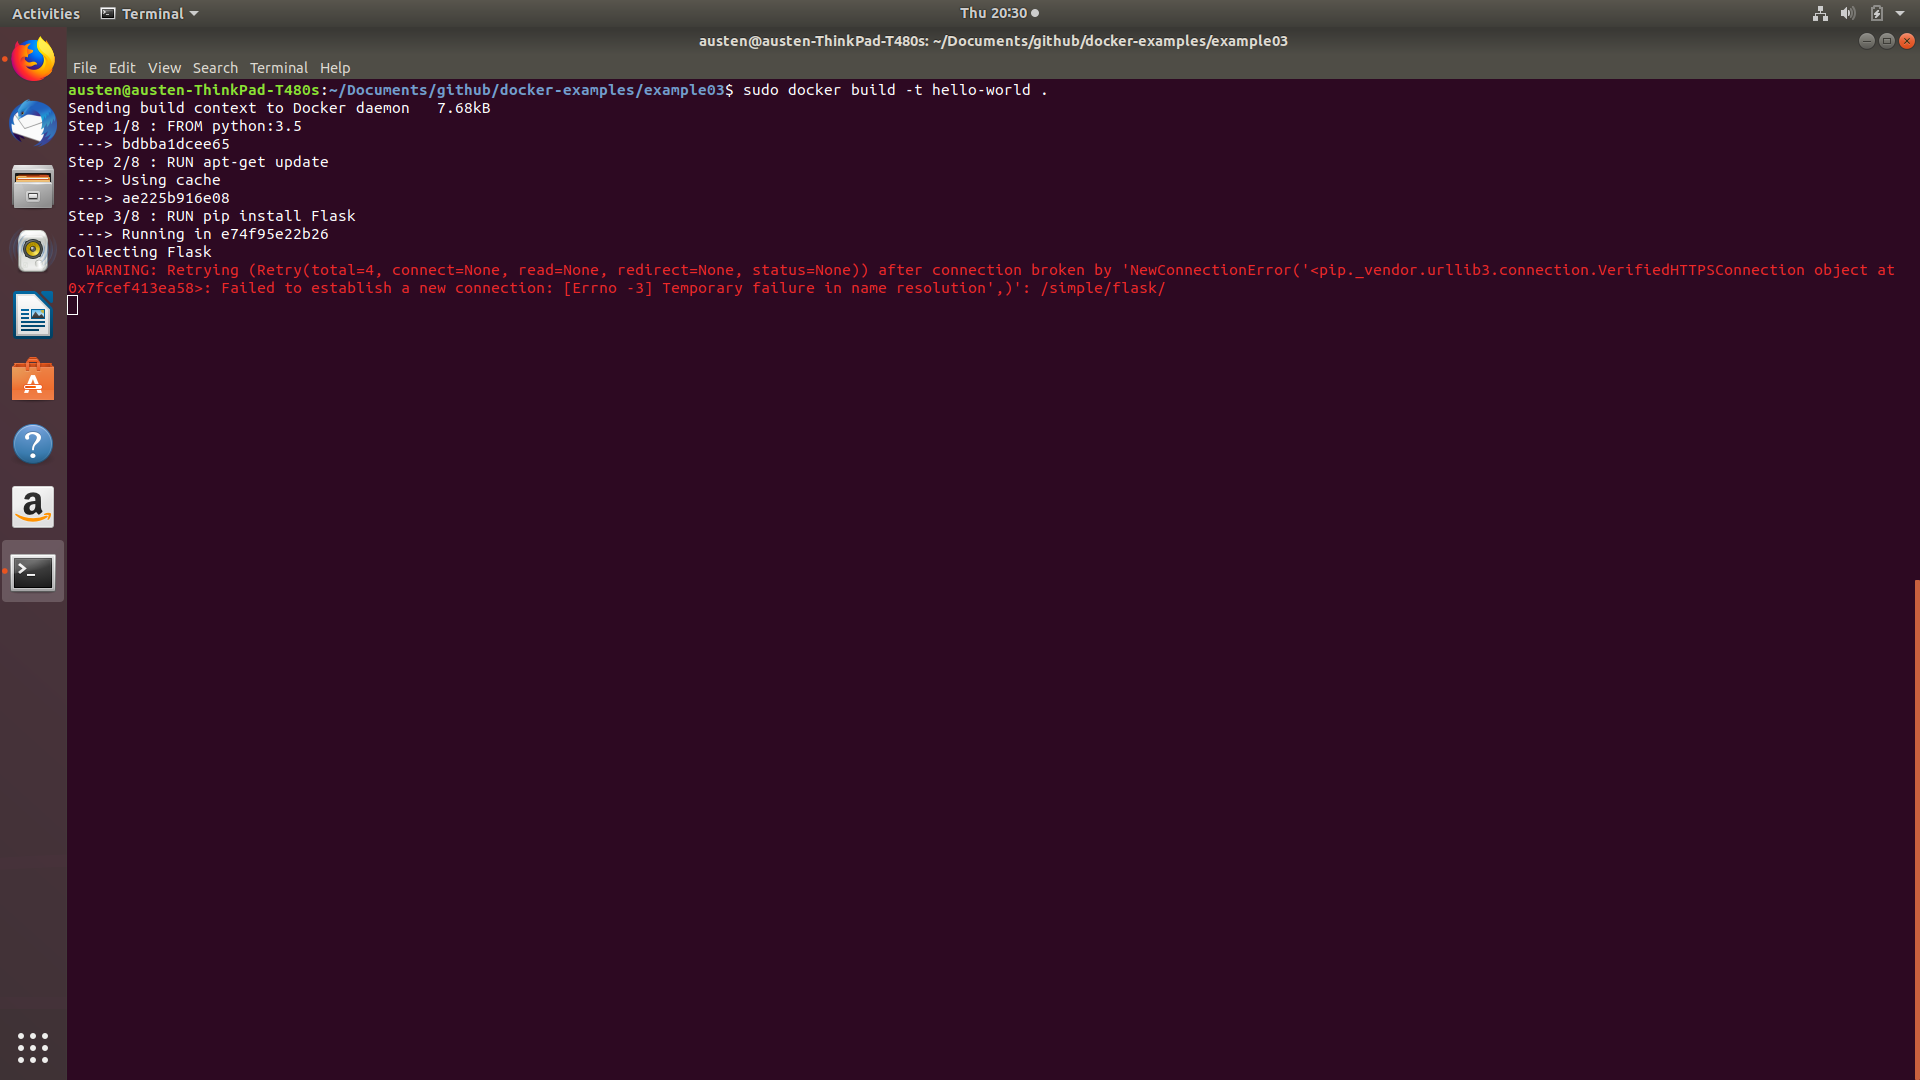 Activities Terminal Thu 20:30
austen@austen-ThinkPad-T480s: ~/Documents/github/docker-examples/example03
File Edit View Search Terminal Help
austen@austen-ThinkPad-T480s:~/Documents/github/docker-examples/example03$ sudo docker build -t hello-world .
Sending build context to Docker daemon   7.68kB
Step 1/8 : FROM python:3.5
 ---> bdbba1dcee65
Step 2/8 : RUN apt-get update
 ---> Using cache
 ---> ae225b916e08
Step 3/8 : RUN pip install Flask
 ---> Running in e74f95e22b26
Collecting Flask
  WARNING: Retrying (Retry(total=4, connect=None, read=None, redirect=None, status=None)) after connection broken by 'NewConnectionError('<pip._vendor.urllib3.connection.VerifiedHTTPSConnection object at
0x7fcef413ea58>: Failed to establish a new connection: [Errno -3] Temporary failure in name resolution',)': /simple/flask/